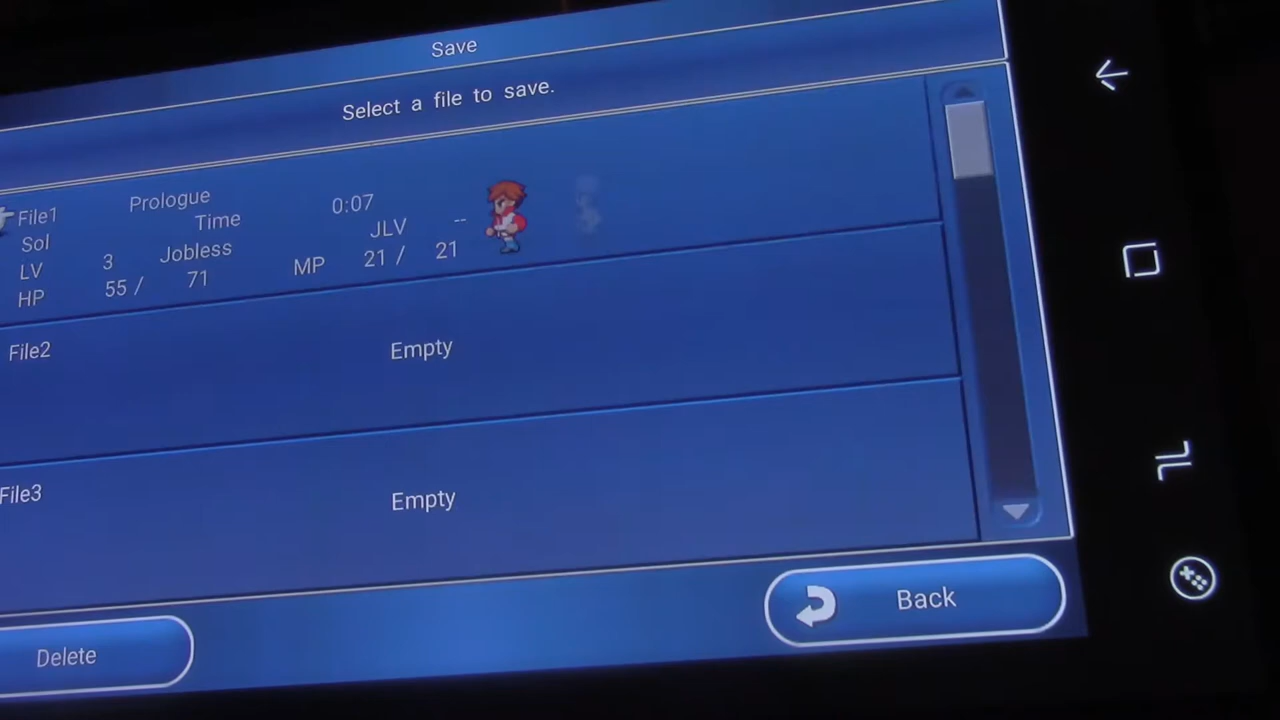 Save
Select a file to save.
File1 Prologue
Sol Time 0:07
LV 3 Jobless JLV --
HP 55 / 71 MP 21 / 21
File2 Empty
File3 Empty
Delete Back